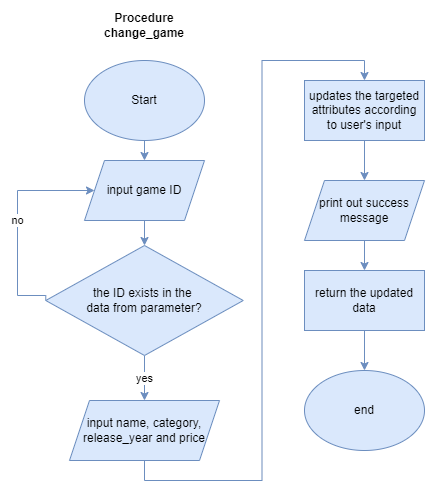 Procedure
change_game
Start
input game ID
no
the ID exists in the
data from parameter?
yes
input name, category,
release_year and price
updates the targeted
attributes according
to user's input
print out success
message
return the updated
data
end